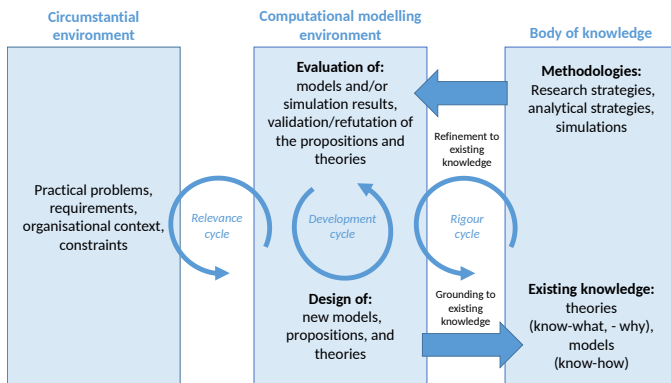 Circumstantial
environment
Computational modelling
environment
Body of knowledge
Practical problems,
requirements,
organisational context,
constraints
Relevance
cycle
Evaluation of:
models and/or
simulation results,
validation/refutation of
the propositions and
theories
Development
cycle
Design of:
new models,
propositions, and
theories
Refinement to
existing
knowledge
Rigour
cycle
Grounding to
existing
knowledge
Methodologies:
Research strategies,
analytical strategies,
simulations
Existing knowledge:
theories
(know-what, - why),
models
(know-how)